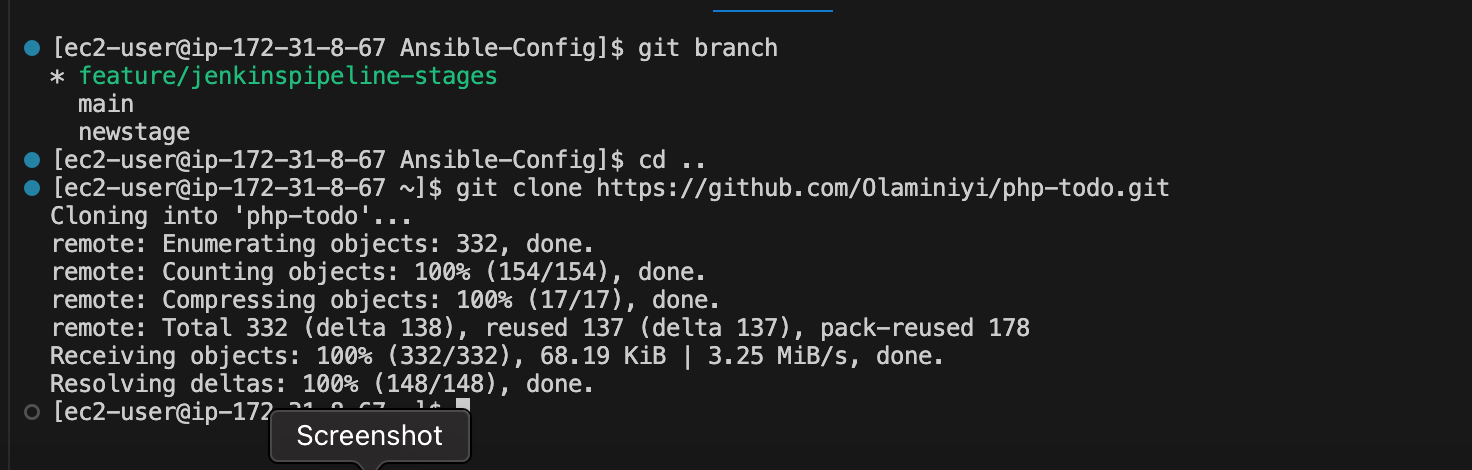 [ec2-user@ip-172-31-8-67 Ansible-Config]$ git branch
* feature/jenkinspipeline-stages
  main
  newstage
[ec2-user@ip-172-31-8-67 Ansible-Config]$ cd ..
[ec2-user@ip-172-31-8-67 ~]$ git clone https://github.com/Olaminiyi/php-todo.git
Cloning into 'php-todo'...
remote: Enumerating objects: 332, done.
remote: Counting objects: 100% (154/154), done.
remote: Compressing objects: 100% (17/17), done.
remote: Total 332 (delta 138), reused 137 (delta 137), pack-reused 178
Receiving objects: 100% (332/332), 68.19 KiB | 3.25 MiB/s, done.
Resolving deltas: 100% (148/148), done.
[ec2-user@ip-172
Screenshot